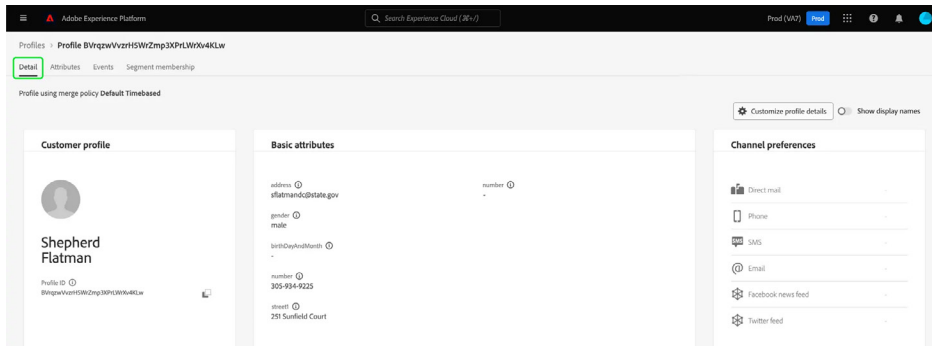 Adobe Experience Platform
Search Experience Cloud (⌘+/)
Prod (VA7) Prod
Profiles > Profile BVrqzwVvzrH5WrZmp3XPrLWrXv4KLw
Detail Attributes Events Segment membership
Profile using merge policy Default Timebased
Customize profile details Show display names
Customer profile
Shepherd
Flatman
Profile ID
BVrqzwVvzrH5WrZmp3XPrLWrXv4KLw
Basic attributes
address
sflatmandc@state.gov
number
-
gender
male
birthDayAndMonth
-
number
305-934-9225
street1
251 Sunfield Court
Channel preferences
Direct mail -
Phone -
SMS SMS -
Email -
Facebook news feed -
Twitter feed -